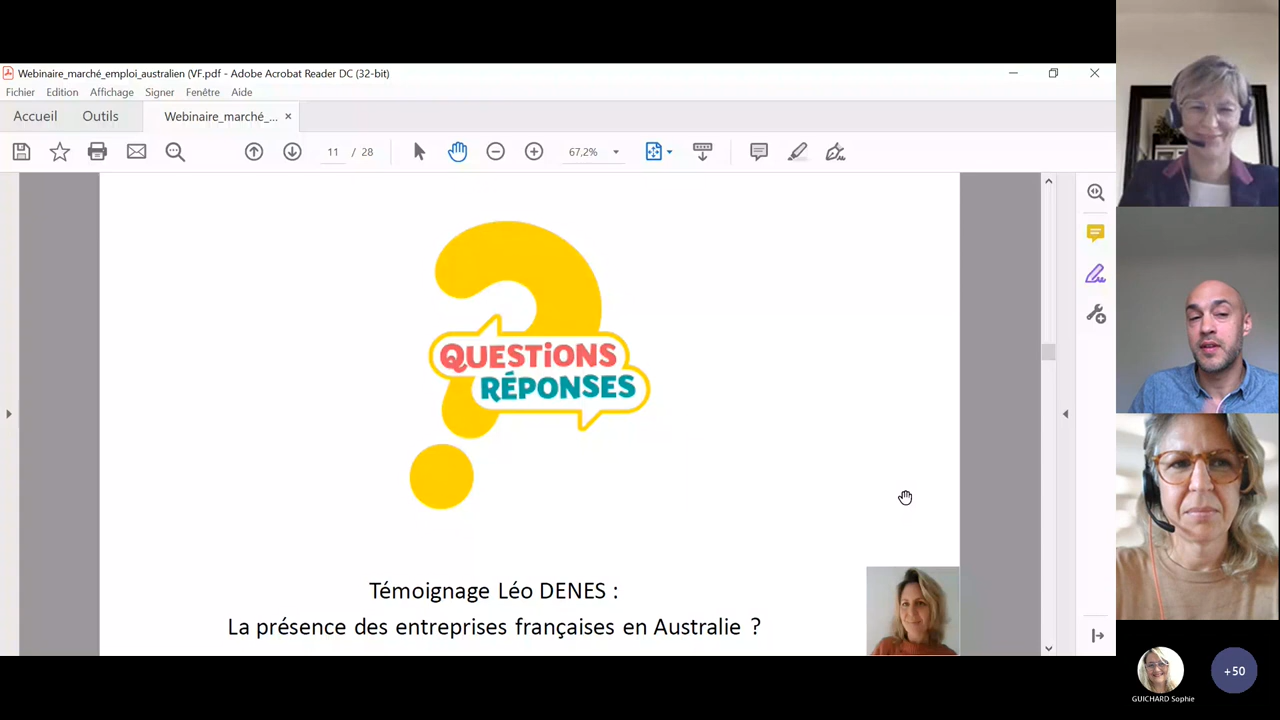 Webinaire_marché_emploi_australien (VF.pdf - Adobe Acrobat Reader DC (32-bit)
Fichier Edition Affichage Signer Fenêtre Aide
Accueil Outils Webinaire_marché_...
11 / 28 67,2%
QUESTiONS
RÉPONSES
Témoignage Léo DENES :
La présence des entreprises françaises en Australie ?
GUICHARD Sophie
+50